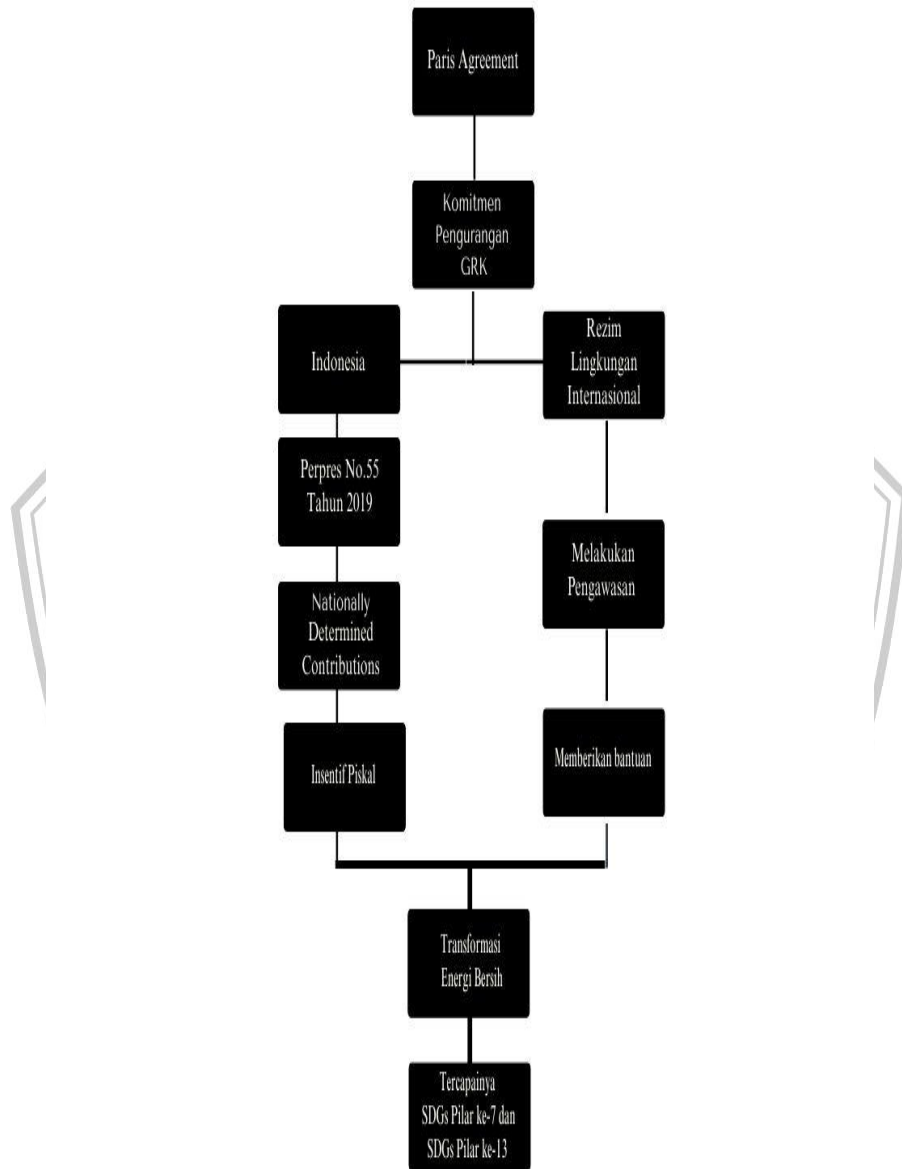 Paris Agreement
Komitmen
Pengurangan
GRK
Indonesia
Rezim
Lingkungan
Internasional
Perpres No.55
Tahun 2019
Melakukan
Pengawasan
Nationally
Determined
Contributions
Insentif Piskal
Memberikan bantuan
Transformasi
Energi Bersih
Tercapainya
SDGs Pilar ke-7 dan
SDGs Pilar ke-13